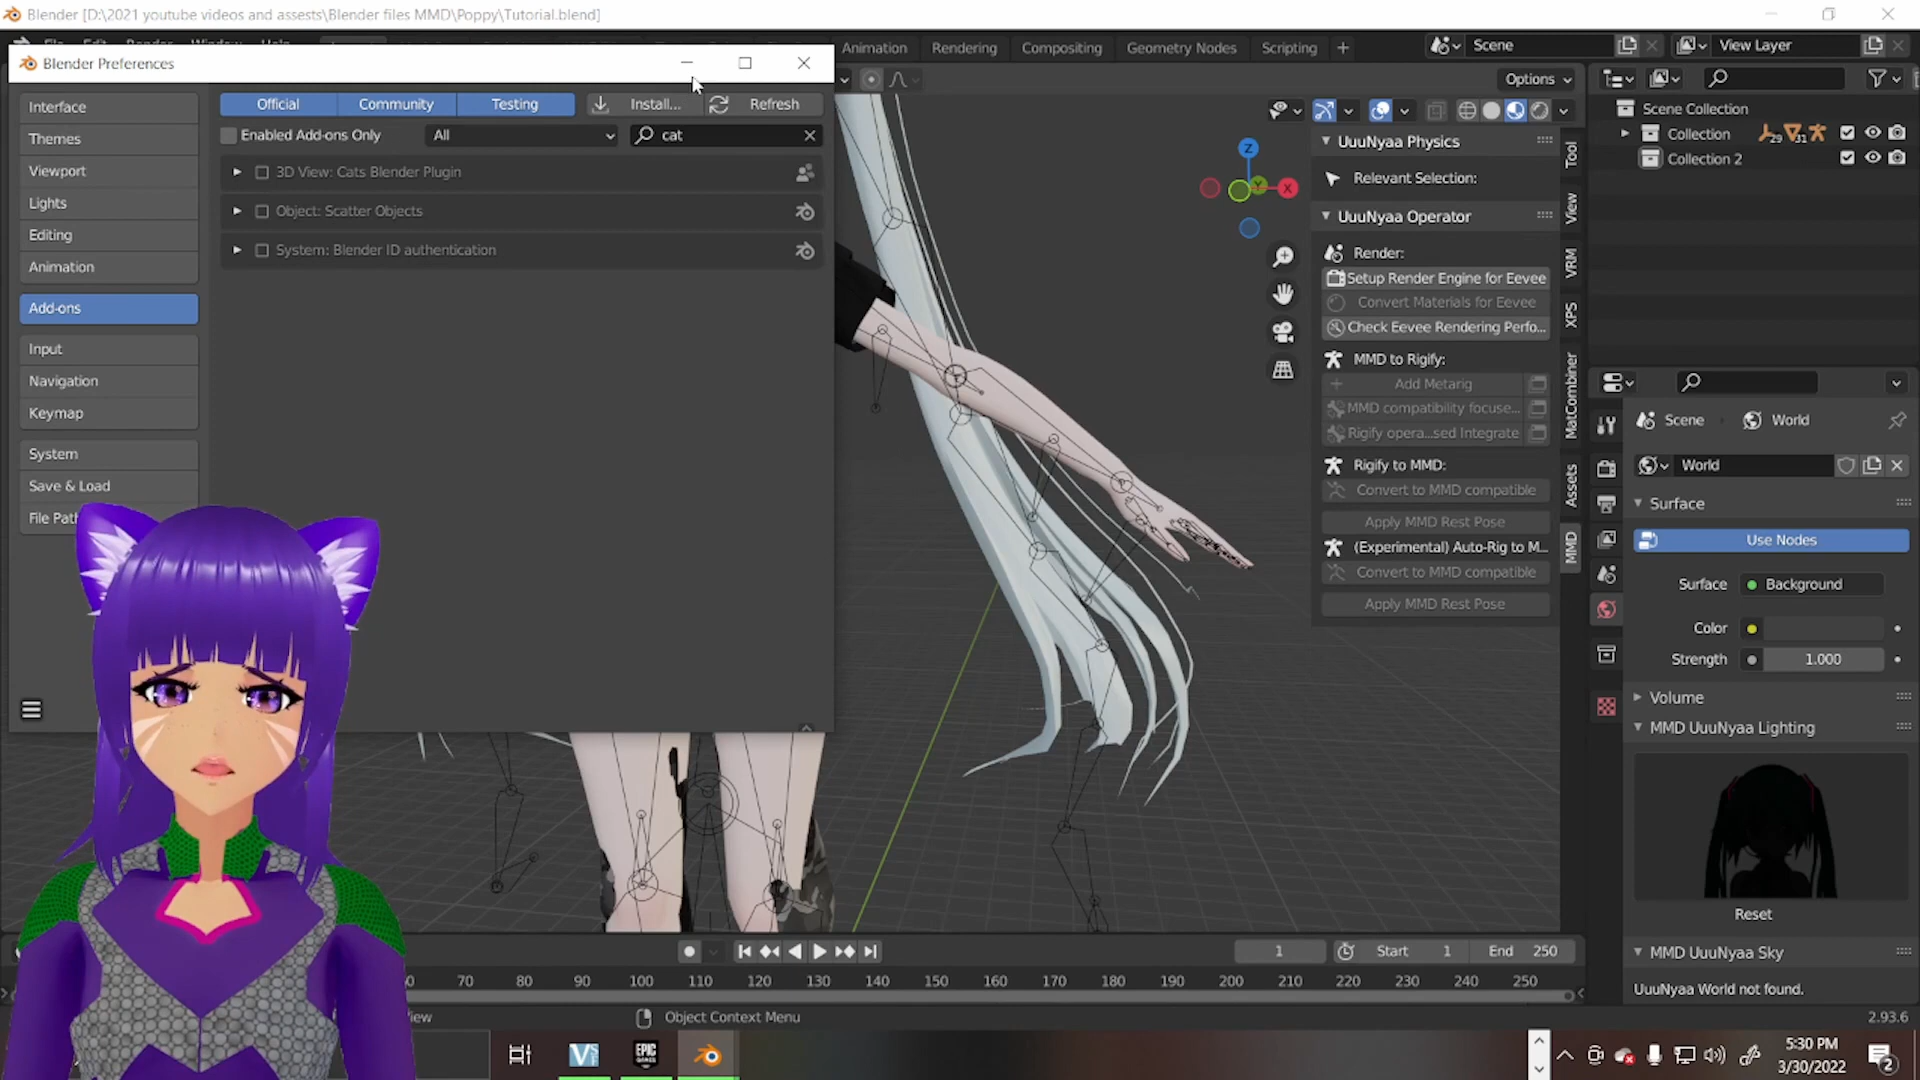 Blender [D:\2021 youtube videos and assests\Blender files MMD\Poppy\Tutorial.blend]
Animation Rendering Compositing Geometry Nodes Scripting + Scene View Layer
Blender Preferences
Options
Official Community Testing Install... Refresh
Enabled Add-ons Only All cat
3D View: Cats Blender Plugin
Object: Scatter Objects
System: Blender ID authentication
Interface
Themes
Viewport
Lights
Editing
Animation
Add-ons
Input
Navigation
Keymap
System
Save & Load
File Path
Z
X
UuuNyaa Physics
Relevant Selection:
UuuNyaa Operator
Render:
Setup Render Engine for Eevee
Convert Materials for Eevee
Check Eevee Rendering Perfo...
MMD to Rigify:
Add Metarig
MMD compatibility focuse...
Rigify opera...sed Integrate
Rigify to MMD:
Convert to MMD compatible
Apply MMD Rest Pose
(Experimental) Auto-Rig to M...
Convert to MMD compatible
Apply MMD Rest Pose
Tool
View
VRM
XPS
MatCombiner
Assets
MMD
Scene Collection
Collection 29 31
Collection 2
Scene World
World
Surface
Use Nodes
Surface Background
Color
Strength 1.000
Volume
MMD UuuNyaa Lighting
Reset
MMD UuuNyaa Sky
UuuNyaa World not found.
1 Start 1 End 250
70 80 90 100 110 120 130 140 150 160 170 180 190 200 210 220 230 240 250
Object Context Menu
2.93.6
EPIC GAMES
5:30 PM
3/30/2022
2